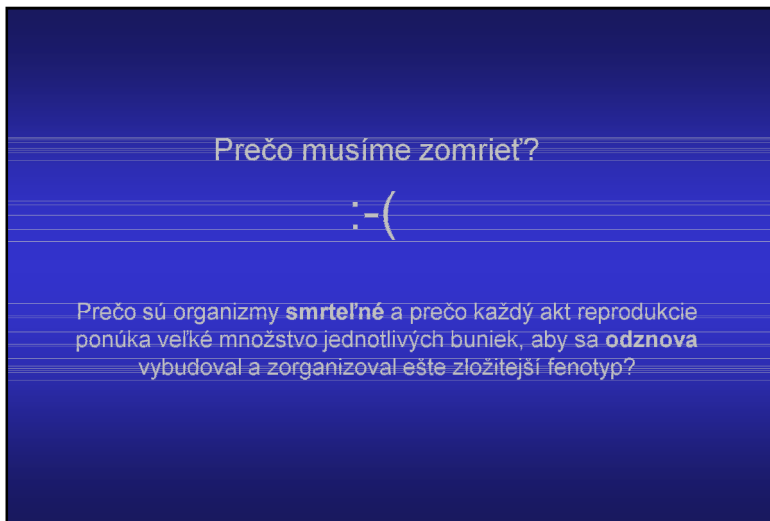 Prečo musíme zomrieť?
:-(
Prečo sú organizmy smrteľné a prečo každý akt reprodukcie
ponúka veľké množstvo jednotlivých buniek, aby sa odznova
vybudoval a zorganizoval ešte zložitejší fenotyp?